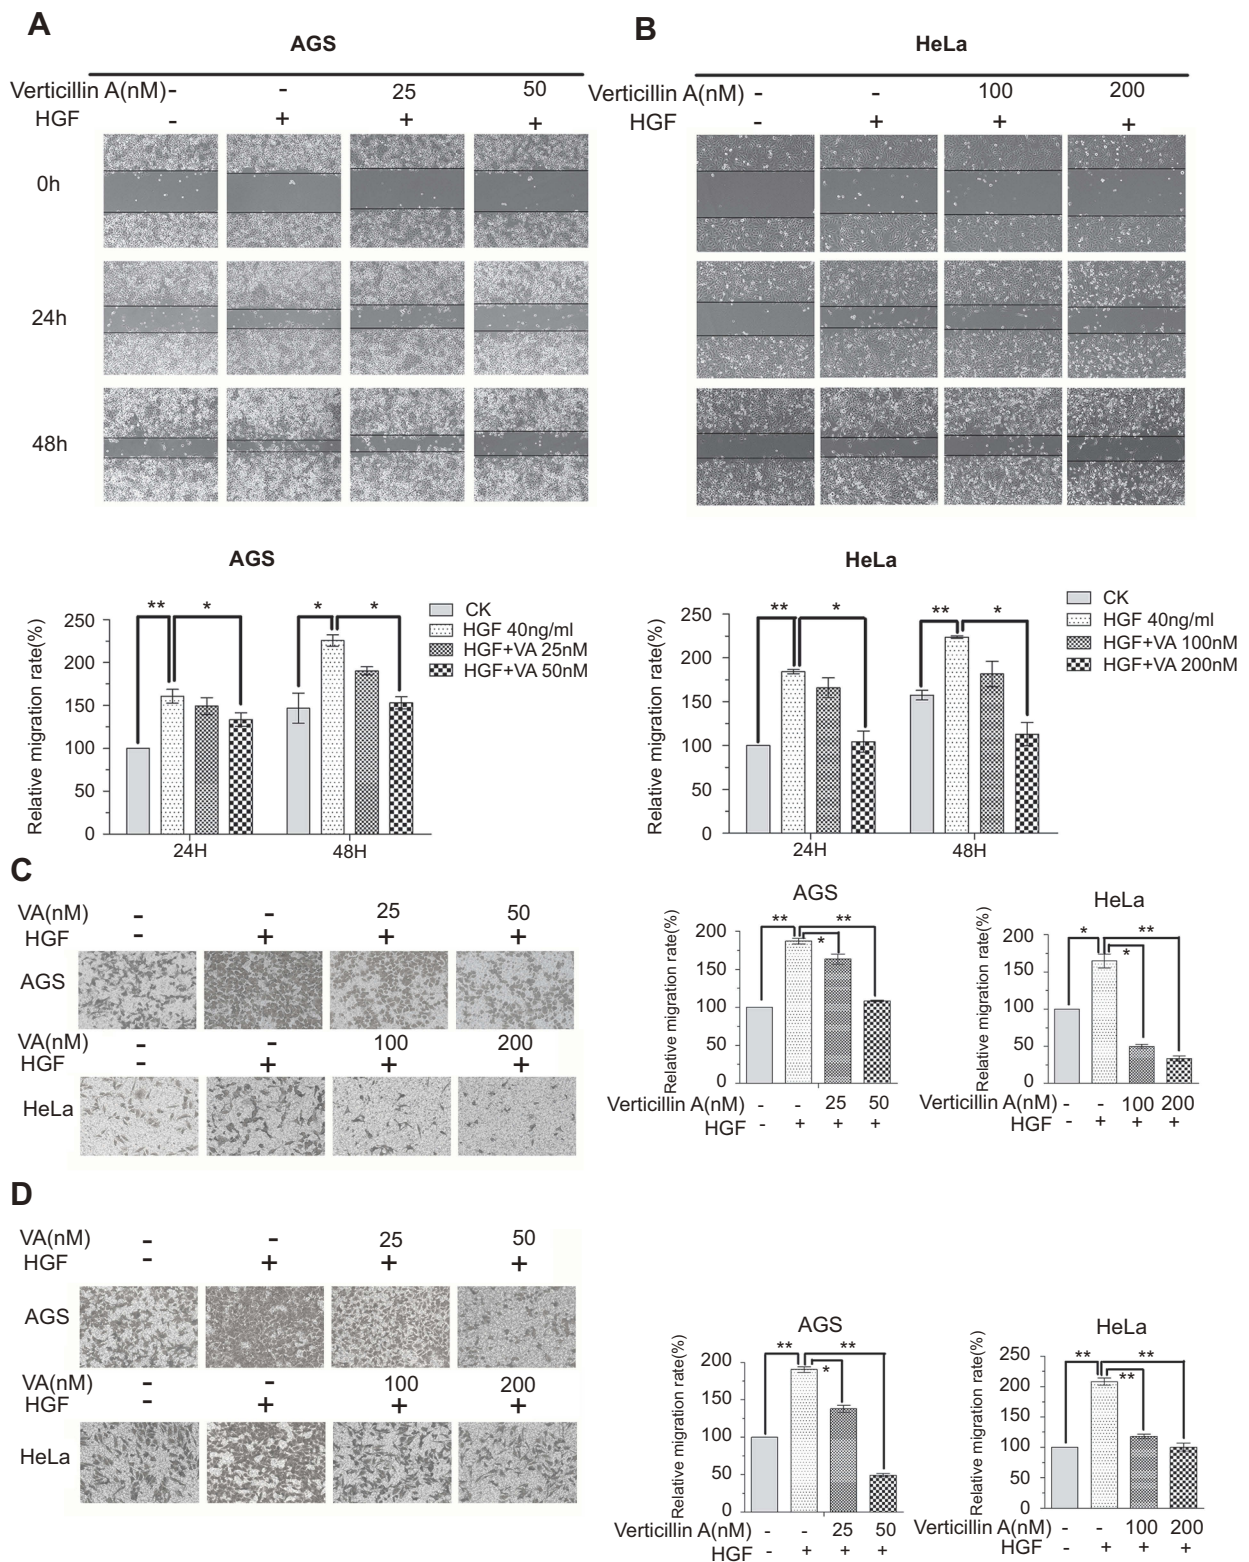 A
B
AGS
HeLa
Verticillin A(nM) - - 25 50
HGF - + + +
Verticillin A(nM) - - 100 200
HGF - + + +
0h
24h
48h
AGS
Relative migration rate(%)
250
200
150
100
50
0
** *
* *
24H 48H
CK
HGF 40ng/ml
HGF+VA 25nM
HGF+VA 50nM
HeLa
Relative migration rate(%)
250
200
150
100
50
0
** *
** *
24H 48H
CK
HGF 40ng/ml
HGF+VA 100nM
HGF+VA 200nM
C
VA(nM) - - 25 50
HGF - + + +
AGS
VA(nM) - - 100 200
HGF - + + +
HeLa
AGS
Relative migration rate(%)
200
150
100
50
0
** **
*
Verticillin A(nM) - - 25 50
HGF - + + +
HeLa
Relative migration rate(%)
200
150
100
50
0
* **
*
Verticillin A(nM) - - 100 200
HGF - + + +
D
VA(nM) - - 25 50
HGF - + + +
AGS
VA(nM) - - 100 200
HGF - + + +
HeLa
AGS
Relative migration rate(%)
200
150
100
50
0
** **
*
Verticillin A(nM) - - 25 50
HGF - + + +
HeLa
Relative migration rate(%)
250
200
150
100
50
0
** **
**
Verticillin A(nM) - - 100 200
HGF - + + +